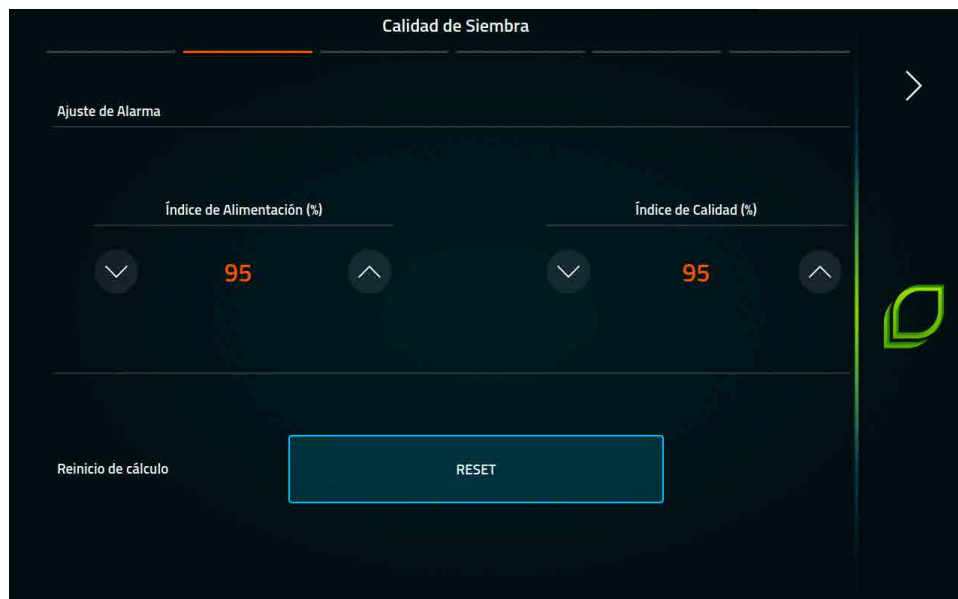 Calidad de Siembra
Ajuste de Alarma
Índice de Alimentación (%)
Índice de Calidad (%)
95
95
Reinicio de cálculo
RESET